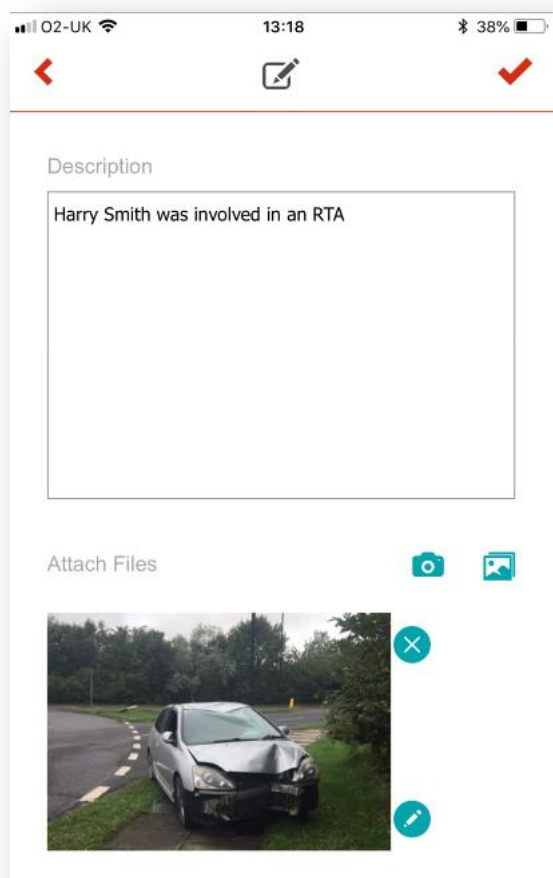 O2-UK 13:18 38%
Description
Harry Smith was involved in an RTA
Attach Files